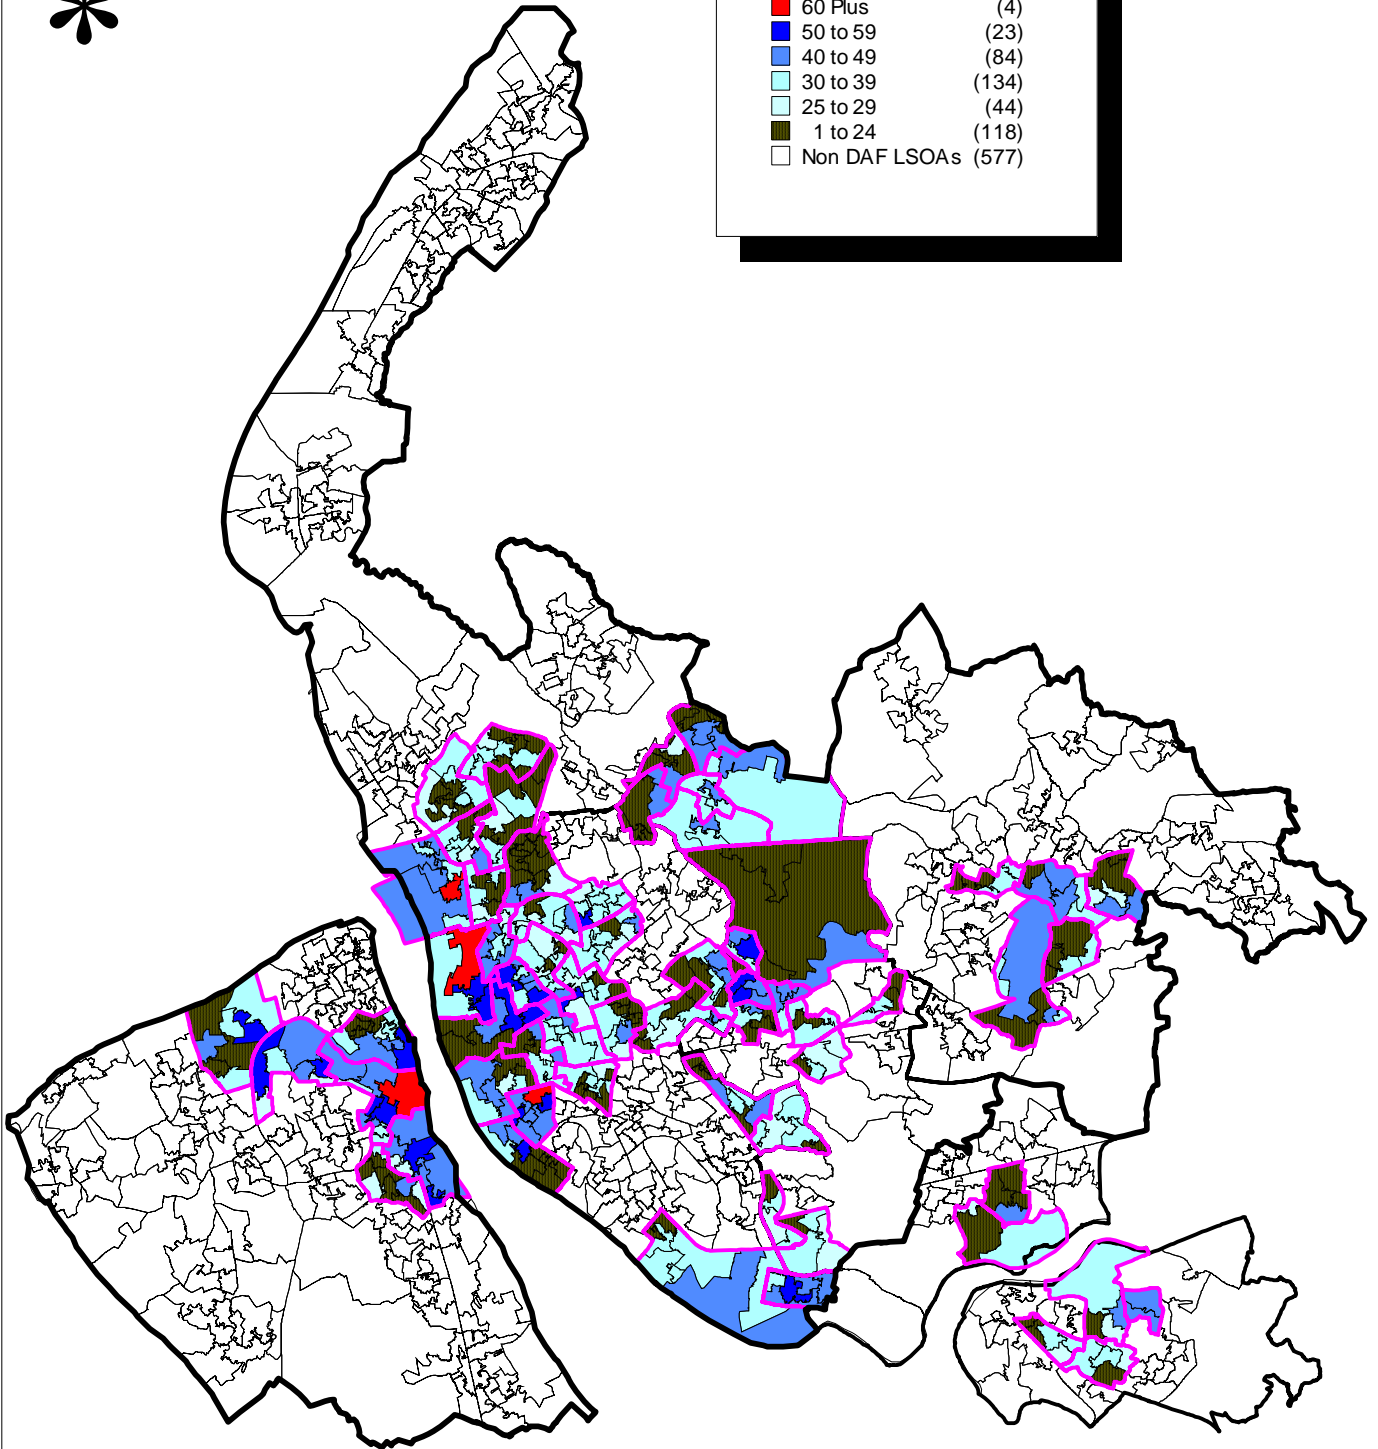 60 Plus (4)
50 to 59 (23)
40 to 49 (84)
30 to 39 (134)
25 to 29 (44)
1 to 24 (118)
Non DAF LSOAs (577)